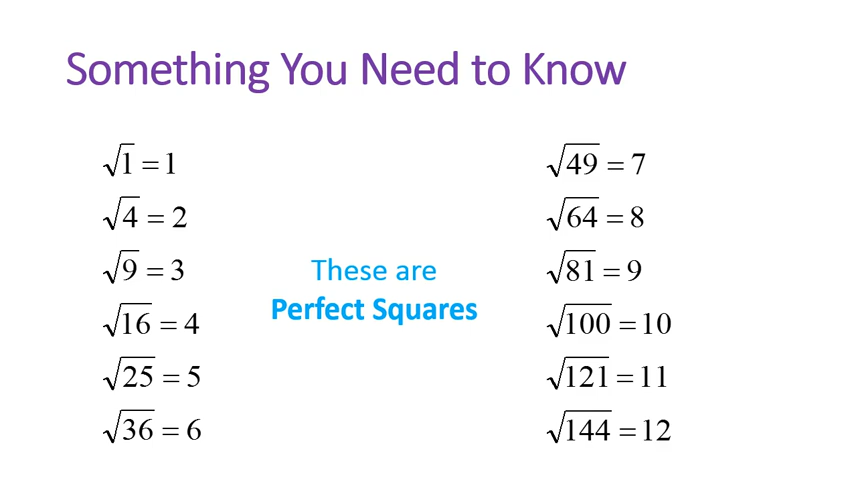 Something You Need to Know
√1 = 1
√4 = 2
√9 = 3
√16 = 4
√25 = 5
√36 = 6
These are
Perfect Squares
√49 = 7
√64 = 8
√81 = 9
√100 = 10
√121 = 11
√144 = 12